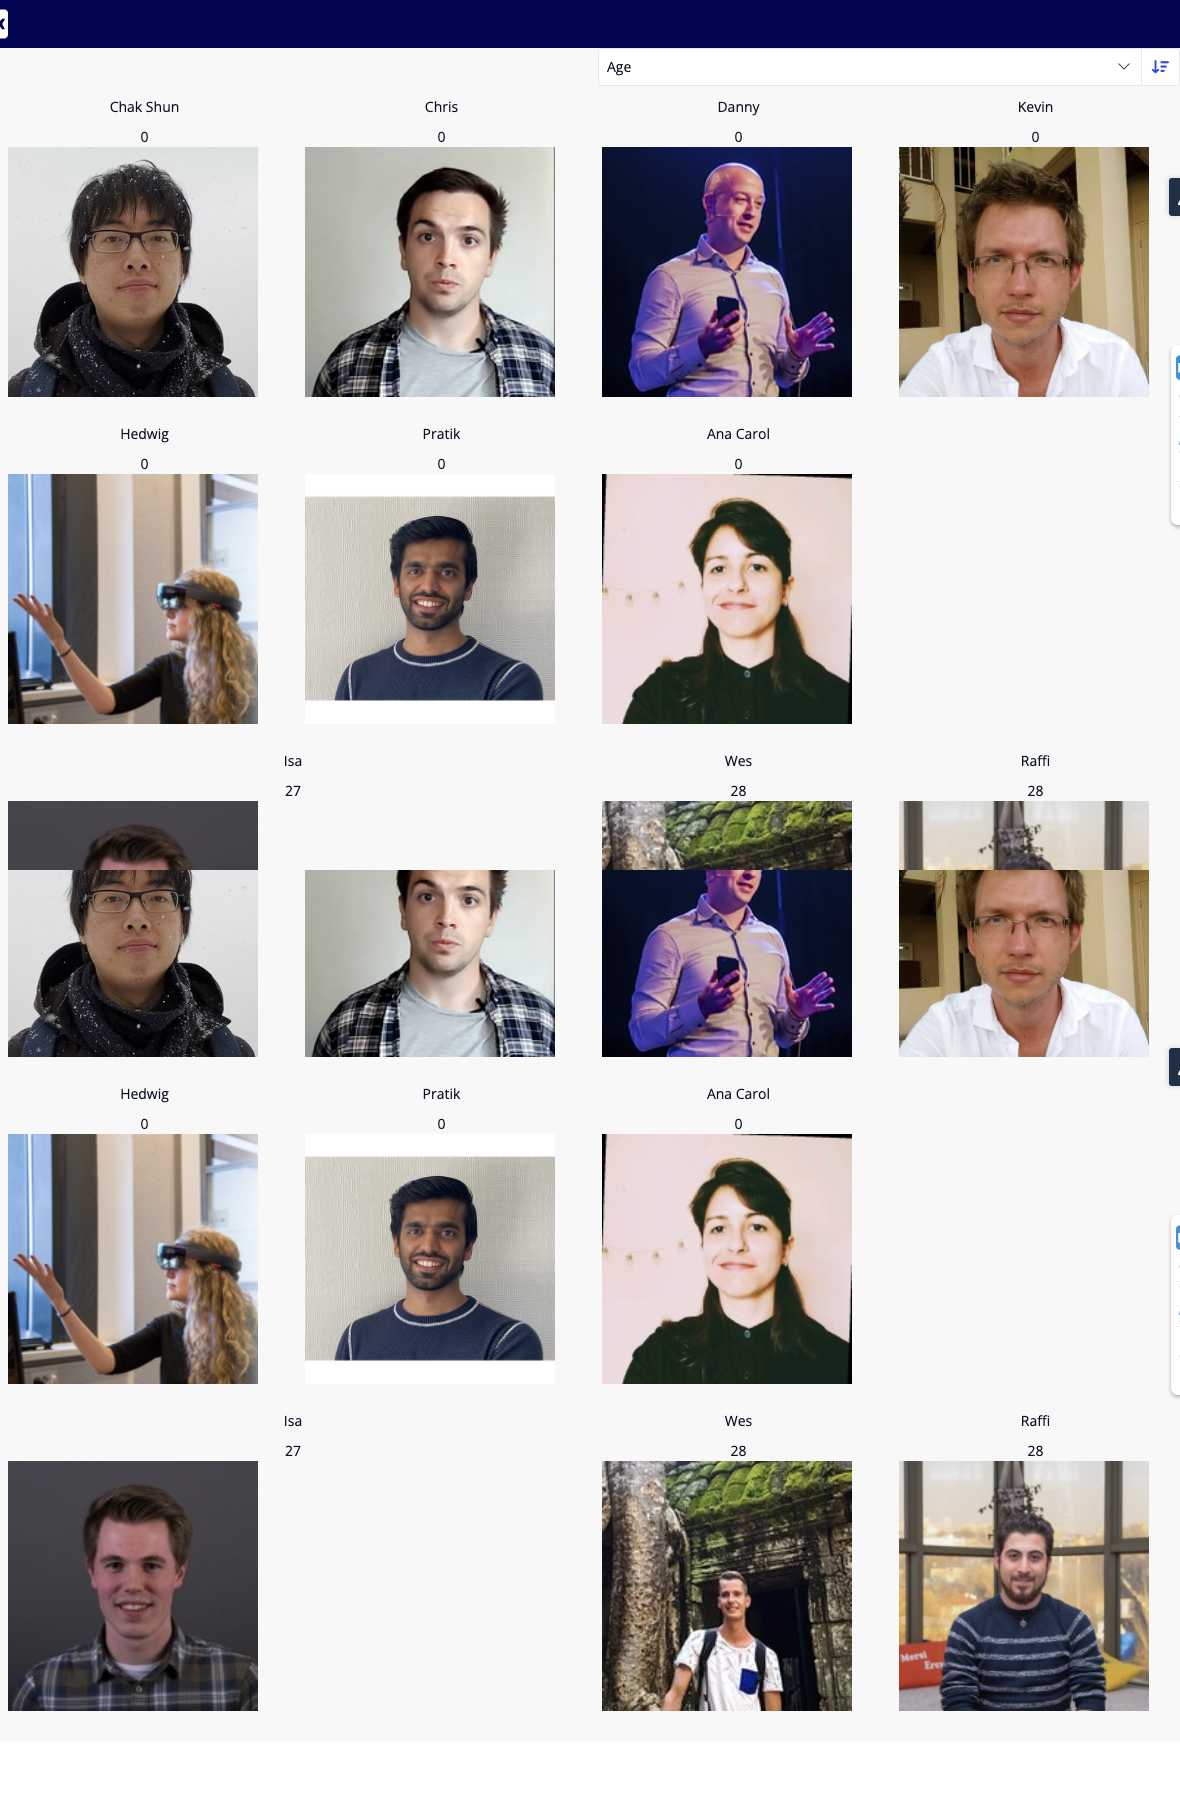 Age
Chak Shun
Chris
Danny
Kevin
0
0
0
0
Hedwig
Pratik
Ana Carol
0
0
0
Isa
Wes
Raffi
27
28
28
Hedwig
Pratik
Ana Carol
0
0
0
Isa
Wes
Raffi
27
28
28
Mersi